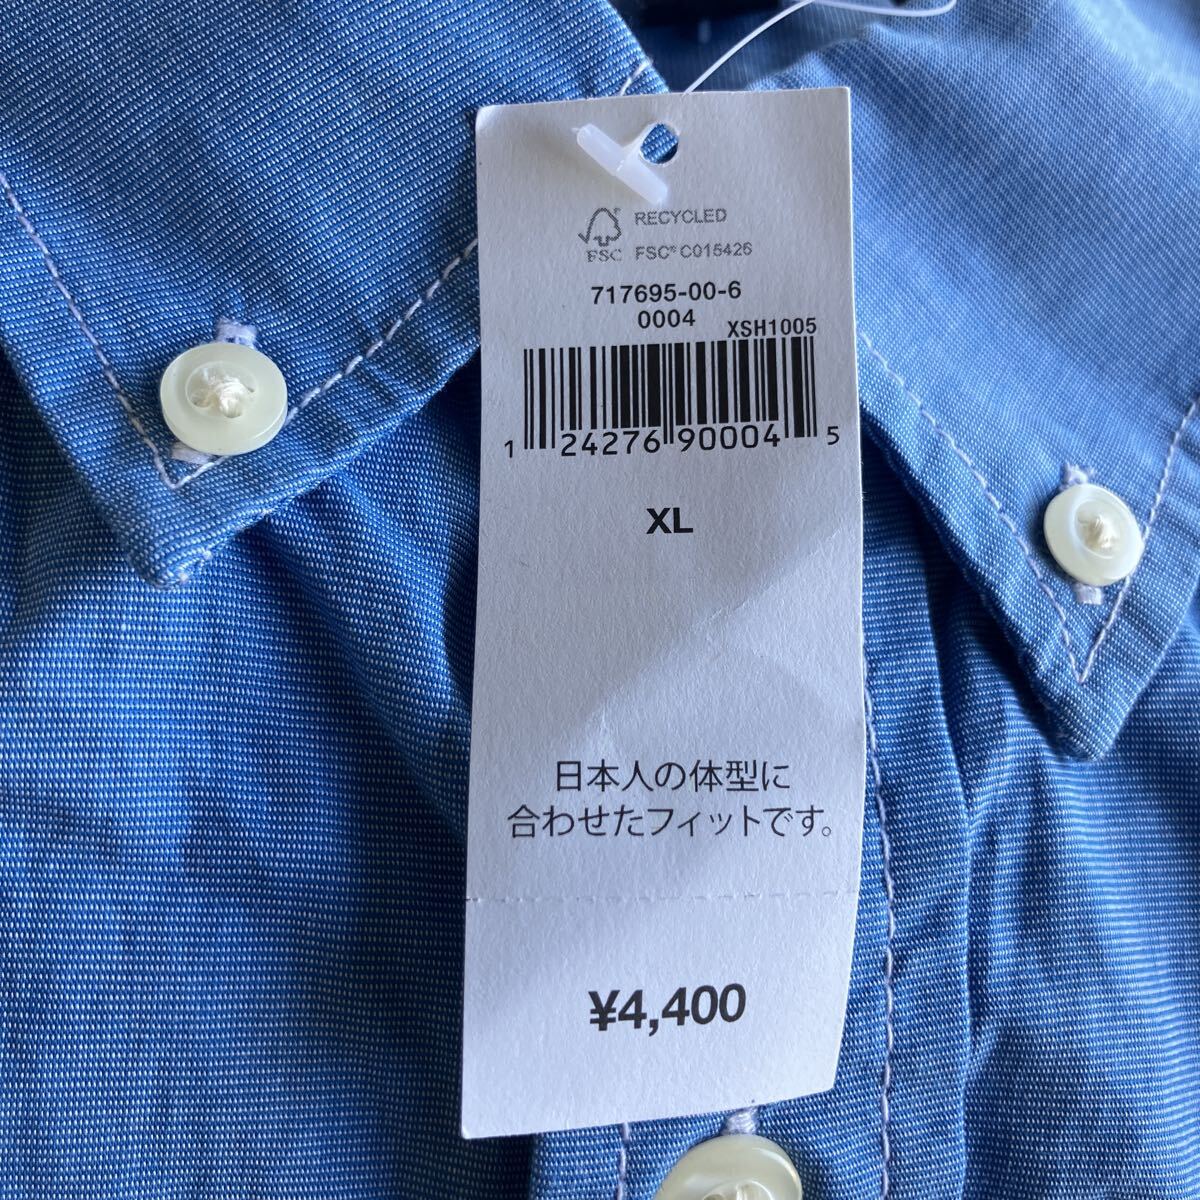 RECYCLED
FSC FSC® C015426
717695-00-6
0004 XSH1005
1 24276 90004 5
XL
日本人の体型に
合わせたフィットです。
¥4,400